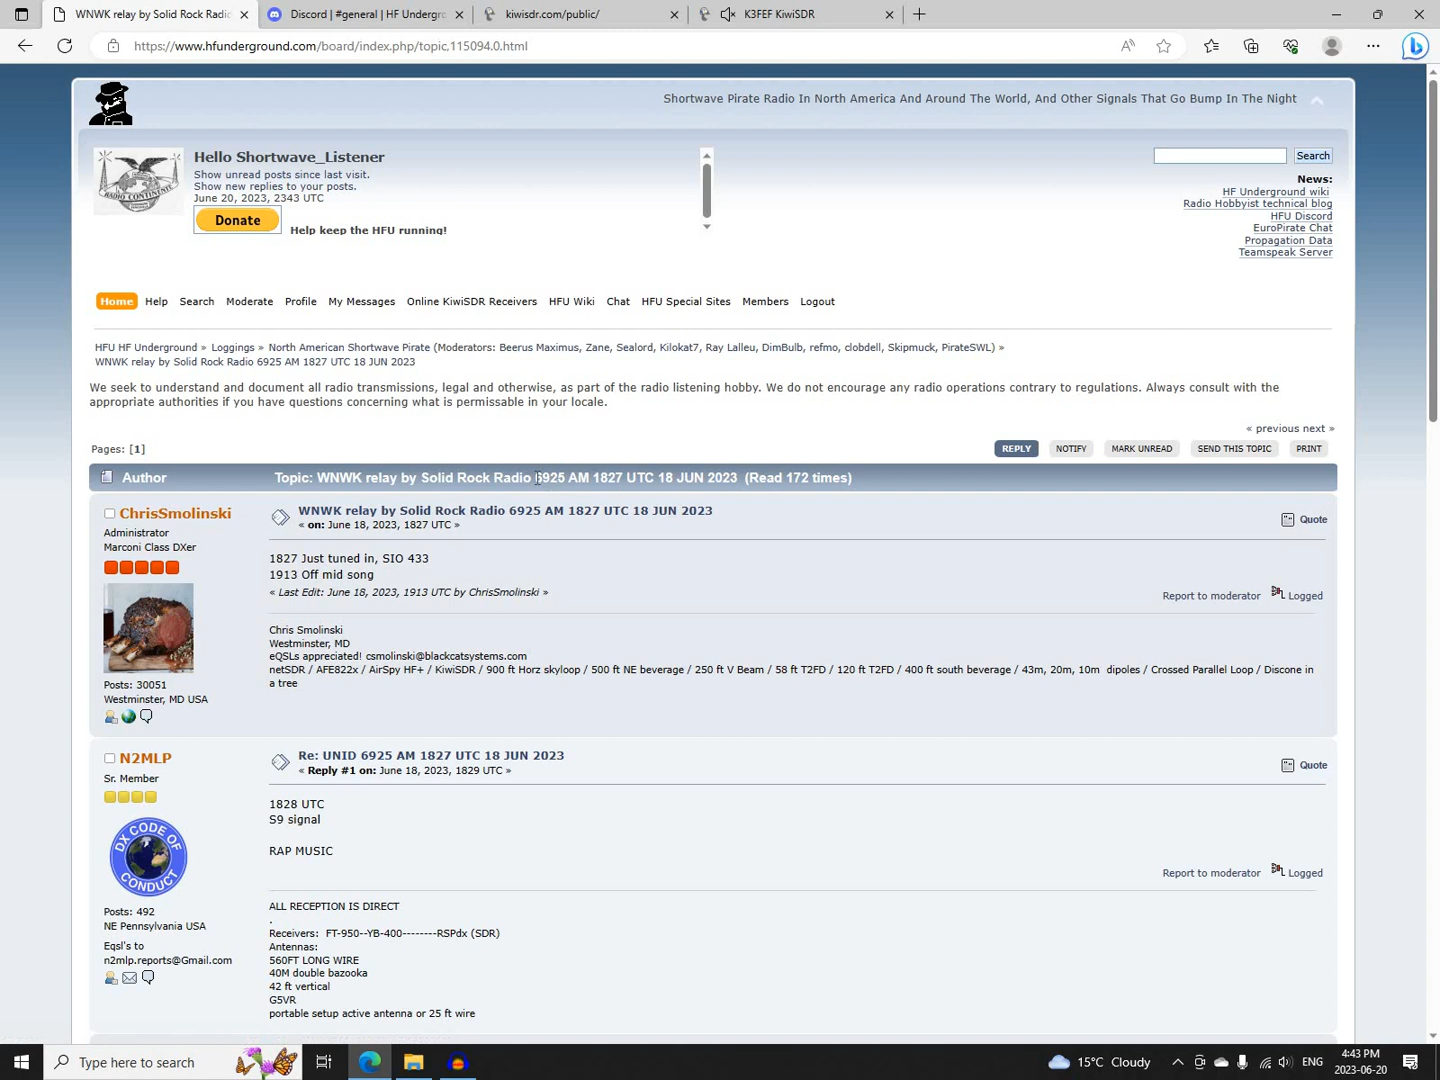 WNWK relay by Solid Rock Radio
Discord | #general | HF Undergro
kiwisdr.com/public/
K3FEF KiwiSDR
https://www.hfunderground.com/board/index.php/topic,115094.0.html
Shortwave Pirate Radio In North America And Around The World, And Other Signals That Go Bump In The Night
RADIO CONTINENTE
Hello Shortwave_Listener
Show unread posts since last visit.
Show new replies to your posts.
June 20, 2023, 2343 UTC
Donate
Help keep the HFU running!
Search
News:
HF Underground wiki
Radio Hobbyist technical blog
HFU Discord
EuroPirate Chat
Propagation Data
Teamspeak Server
Home Help Search Moderate Profile My Messages Online KiwiSDR Receivers HFU Wiki Chat HFU Special Sites Members Logout
HFU HF Underground » Loggings » North American Shortwave Pirate (Moderators: Beerus Maximus, Zane, Sealord, Kilokat7, Ray Lalleu, DimBulb, refmo, clobdell, Skipmuck, PirateSWL) »
WNWK relay by Solid Rock Radio 6925 AM 1827 UTC 18 JUN 2023
We seek to understand and document all radio transmissions, legal and otherwise, as part of the radio listening hobby. We do not encourage any radio operations contrary to regulations. Always consult with the
appropriate authorities if you have questions concerning what is permissable in your locale.
« previous next »
Pages: [1]
REPLY NOTIFY MARK UNREAD SEND THIS TOPIC PRINT
Author Topic: WNWK relay by Solid Rock Radio 6925 AM 1827 UTC 18 JUN 2023 (Read 172 times)
ChrisSmolinski
Administrator
Marconi Class DXer
Posts: 30051
Westminster, MD USA
WNWK relay by Solid Rock Radio 6925 AM 1827 UTC 18 JUN 2023
« on: June 18, 2023, 1827 UTC »
Quote
1827 Just tuned in, SIO 433
1913 Off mid song
« Last Edit: June 18, 2023, 1913 UTC by ChrisSmolinski »
Report to moderator Logged
Chris Smolinski
Westminster, MD
eQSLs appreciated! csmolinski@blackcatsystems.com
netSDR / AFE822x / AirSpy HF+ / KiwiSDR / 900 ft Horz skyloop / 500 ft NE beverage / 250 ft V Beam / 58 ft T2FD / 120 ft T2FD / 400 ft south beverage / 43m, 20m, 10m dipoles / Crossed Parallel Loop / Discone in
a tree
N2MLP
Sr. Member
DX CODE OF
CONDUCT
Posts: 492
NE Pennsylvania USA
Eqsl's to
n2mlp.reports@Gmail.com
Re: UNID 6925 AM 1827 UTC 18 JUN 2023
« Reply #1 on: June 18, 2023, 1829 UTC »
Quote
1828 UTC
S9 signal
RAP MUSIC
Report to moderator Logged
ALL RECEPTION IS DIRECT
.
Receivers: FT-950--YB-400--------RSPdx (SDR)
Antennas:
560FT LONG WIRE
40M double bazooka
42 ft vertical
G5VR
portable setup active antenna or 25 ft wire
Type here to search
15°C Cloudy
ENG
4:43 PM
2023-06-20